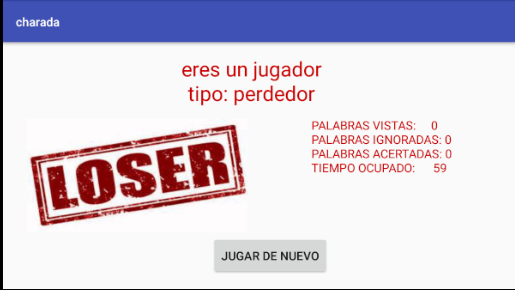 charada
eres un jugador
tipo: perdedor
LOSER
PALABRAS VISTAS: 0
PALABRAS IGNORADAS: 0
PALABRAS ACERTADAS: 0
TIEMPO OCUPADO: 59
JUGAR DE NUEVO